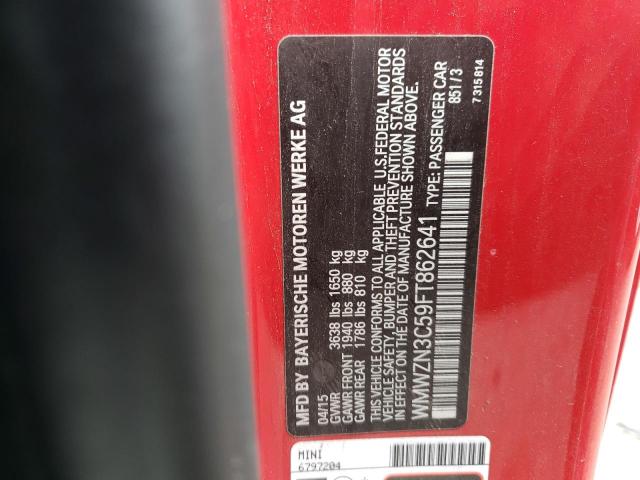 MFD BY BAYERISCHE MOTOREN WERKE AG
04/15
GVWR 3638 lbs 1650 kg
GAWR FRONT 1940 lbs 880 kg
GAWR REAR 1786 lbs 810 kg
THIS VEHICLE CONFORMS TO ALL APPLICABLE U.S.FEDERAL MOTOR
VEHICLE SAFETY, BUMPER AND THEFT PREVENTION STANDARDS
IN EFFECT ON THE DATE OF MANUFACTURE SHOWN ABOVE.
WMWZN3C59FT862641 TYPE: PASSENGER CAR
851/3
7 315 814
MINI
6797204